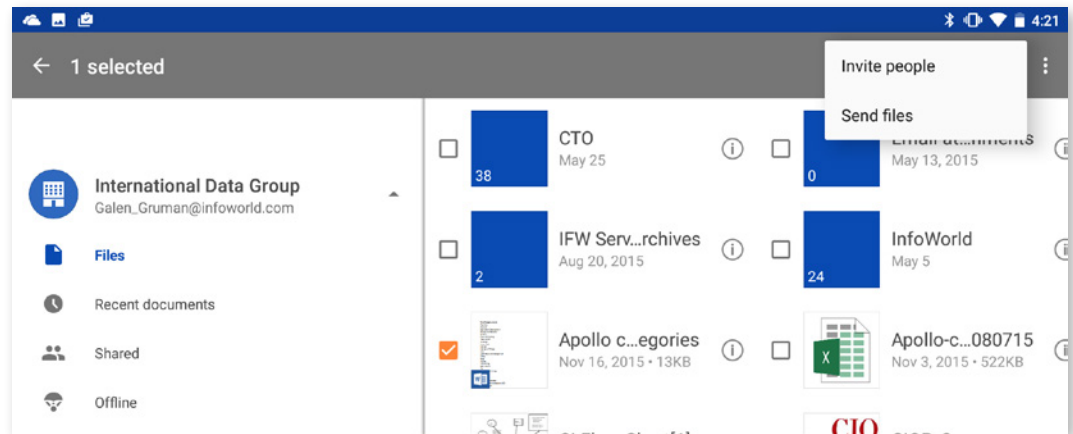 4:21
1 selected
Invite people
Send files
International Data Group
Galen_Gruman@infoworld.com
Files
Recent documents
Shared
Offline
CTO
May 25
38
May 13, 2015
0
IFW Serv...rchives
Aug 20, 2015
2
InfoWorld
May 5
24
Apollo c...egories
Nov 16, 2015 • 13KB
Apollo-c...080715
Nov 3, 2015 • 522KB
X
CIO